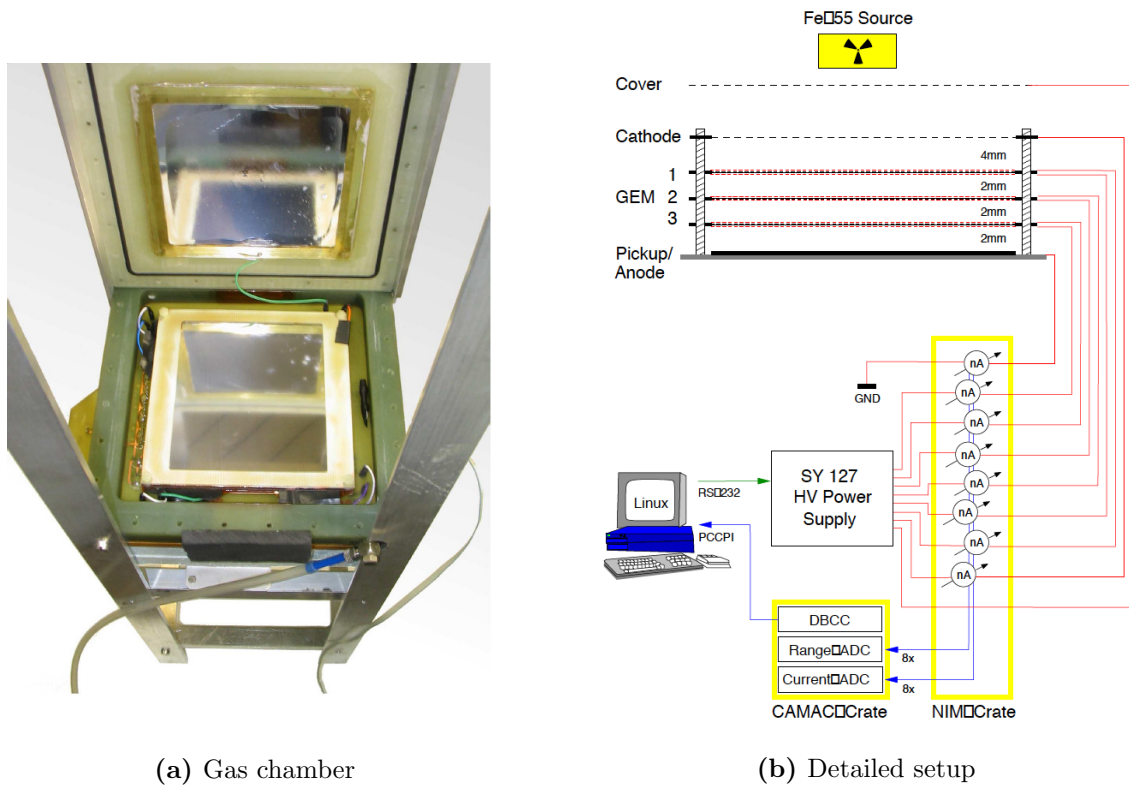 Fe□55 Source
Cover
Cathode
4mm
1
2mm
GEM 2
2mm
3
2mm
Pickup/
Anode
nA
GND
nA
nA
nA
nA
nA
nA
nA
SY 127
HV Power
Supply
Linux
RS□232
PCCPI
DBCC
Range□ADC
8x
Current□ADC
8x
CAMAC□Crate
NIM□Crate
(a) Gas chamber
(b) Detailed setup